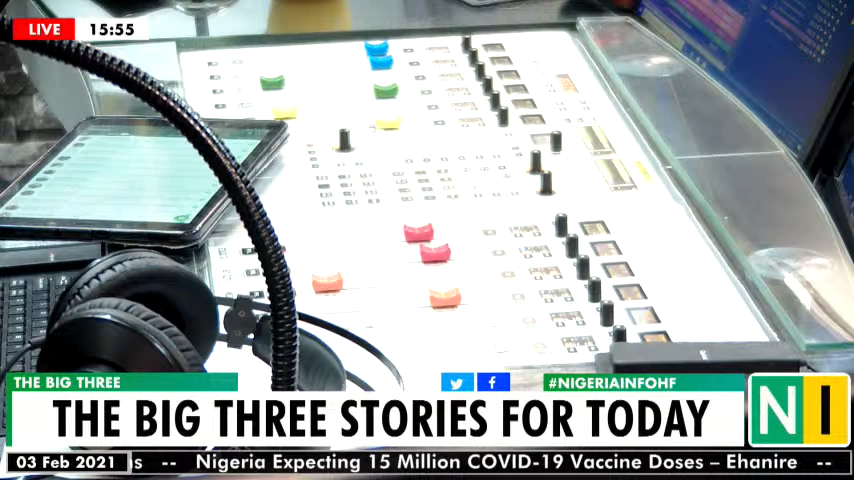 LIVE 15:55
THE BIG THREE
#NIGERIAINFOHF
THE BIG THREE STORIES FOR TODAY
NI
03 Feb 2021 -- Nigeria Expecting 15 Million COVID-19 Vaccine Doses – Ehanire --